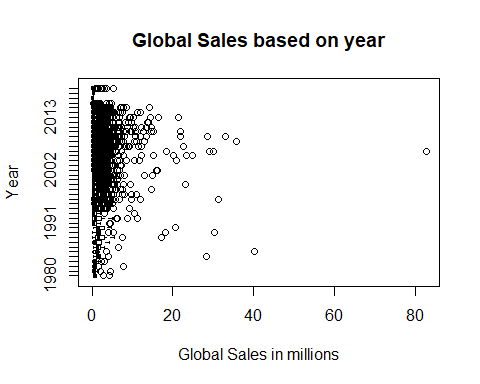 Global Sales based on year
Year
2013
2002
1991
1980
0 20 40 60 80
Global Sales in millions